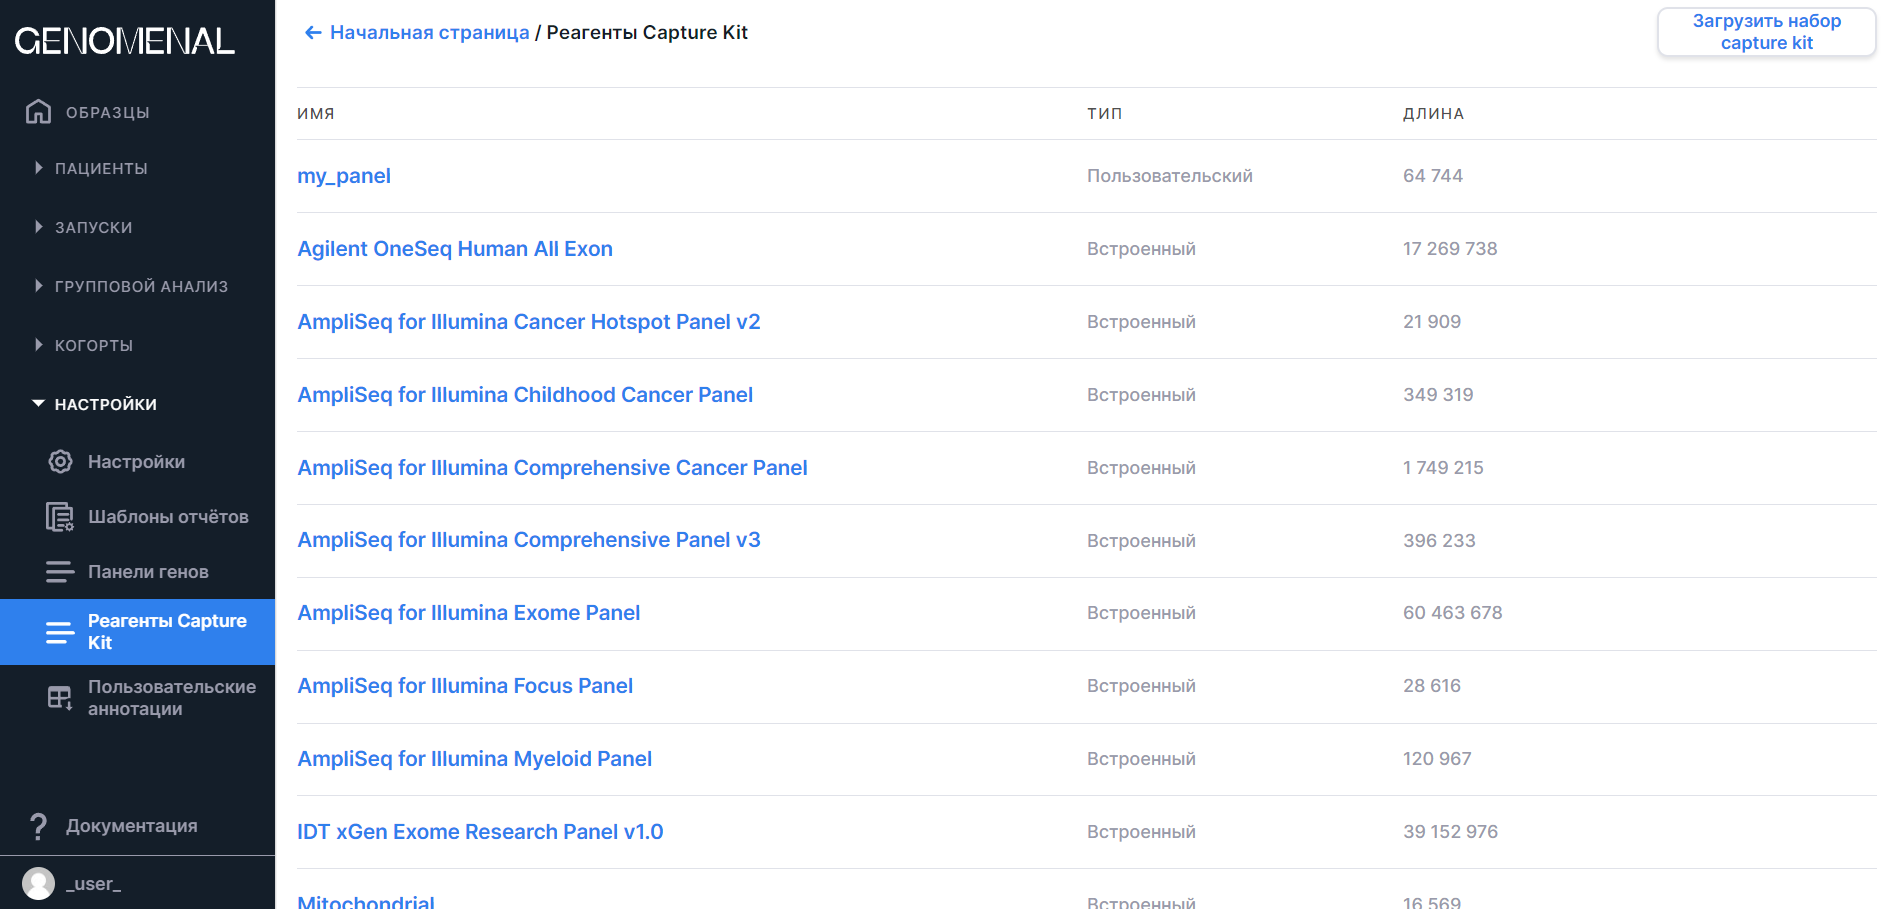 GENOMENAL
ОБРАЗЦЫ
ПАЦИЕНТЫ
ЗАПУСКИ
ГРУППОВОЙ АНАЛИЗ
КОГОРТЫ
НАСТРОЙКИ
Настройки
Шаблоны отчётов
Панели генов
Реагенты Capture
Kit
Пользовательские
аннотации
Документация
_user_
← Начальная страница / Реагенты Capture Kit
Загрузить набор
capture kit
ИМЯ ТИП ДЛИНА
my_panel Пользовательский 64 744
Agilent OneSeq Human All Exon Встроенный 17 269 738
AmpliSeq for Illumina Cancer Hotspot Panel v2 Встроенный 21 909
AmpliSeq for Illumina Childhood Cancer Panel Встроенный 349 319
AmpliSeq for Illumina Comprehensive Cancer Panel Встроенный 1 749 215
AmpliSeq for Illumina Comprehensive Panel v3 Встроенный 396 233
AmpliSeq for Illumina Exome Panel Встроенный 60 463 678
AmpliSeq for Illumina Focus Panel Встроенный 28 616
AmpliSeq for Illumina Myeloid Panel Встроенный 120 967
IDT xGen Exome Research Panel v1.0 Встроенный 39 152 976
Mitochondrial Встроенный 16 569